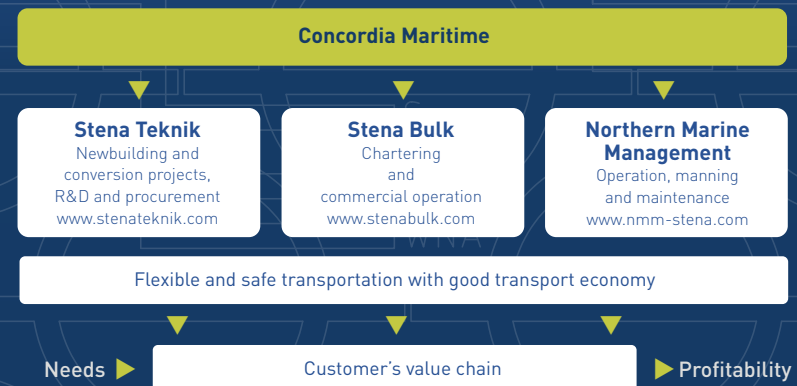 Concordia Maritime
Stena Teknik
Newbuilding and
conversion projects,
R&D and procurement
www.stenateknik.com
Stena Bulk
Chartering
and
commercial operation
www.stenabulk.com
Northern Marine
Management
Operation, manning
and maintenance
www.nmm-stena.com
WNA
Flexible and safe transportation with good transport economy
Needs
Customer's value chain
Profitability